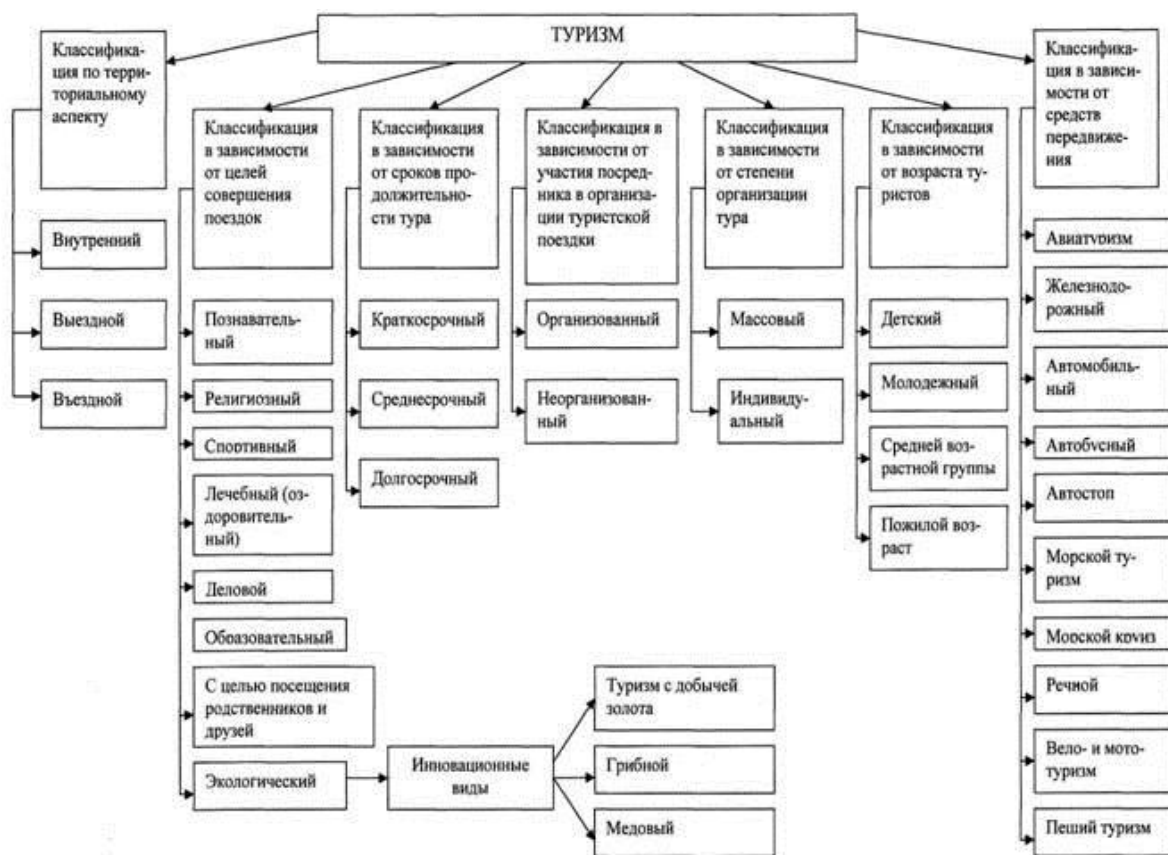 ТУРИЗМ
Классифика-
ция по терри-
ториальному
аспекту
Внутренний
Выездной
Въездной
Классификация
в зависимости
от целей
совершения
поездок
Познаватель-
ный
Религиозный
Спортивный
Лечебный (оз-
доровитель-
ный)
Деловой
Образовательный
С целью посещения
родственников и
друзей
Экологический
Инновационные
виды
Туризм с добычей
золота
Грибной
Медовый
Классификация
в зависимости
от сроков про-
должительнос-
ти тура
Краткосрочный
Среднесрочный
Долгосрочный
Классификация в
зависимости от
участия посред-
ника в органи-
зации туристской
поездки
Организованный
Неорганизован-
ный
Классификация
в зависимости
от степени
организации
тура
Массовый
Индивиду-
альный
Классификация
в зависимости
от возраста ту-
ристов
Детский
Молодежный
Средней воз-
растной группы
Пожилой воз-
раст
Классифика-
ция в зависи-
мости от
средств
передвиже-
ния
Авиатуризм
Железнодо-
рожный
Автомобиль-
ный
Автобусный
Автостоп
Морской ту-
ризм
Морской круиз
Речной
Вело- и мото-
туризм
Пеший туризм